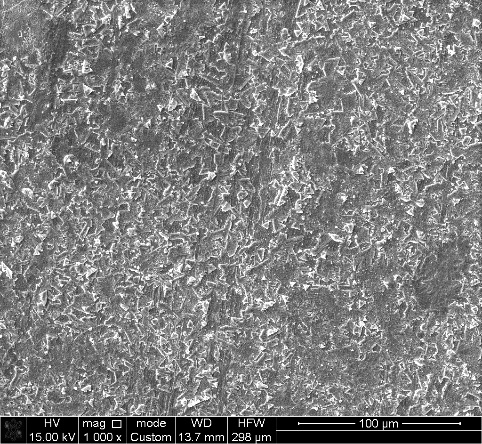 HV mag □ mode WD HFW
15.00 kV 1 000 x Custom 13.7 mm 298 µm
100 µm